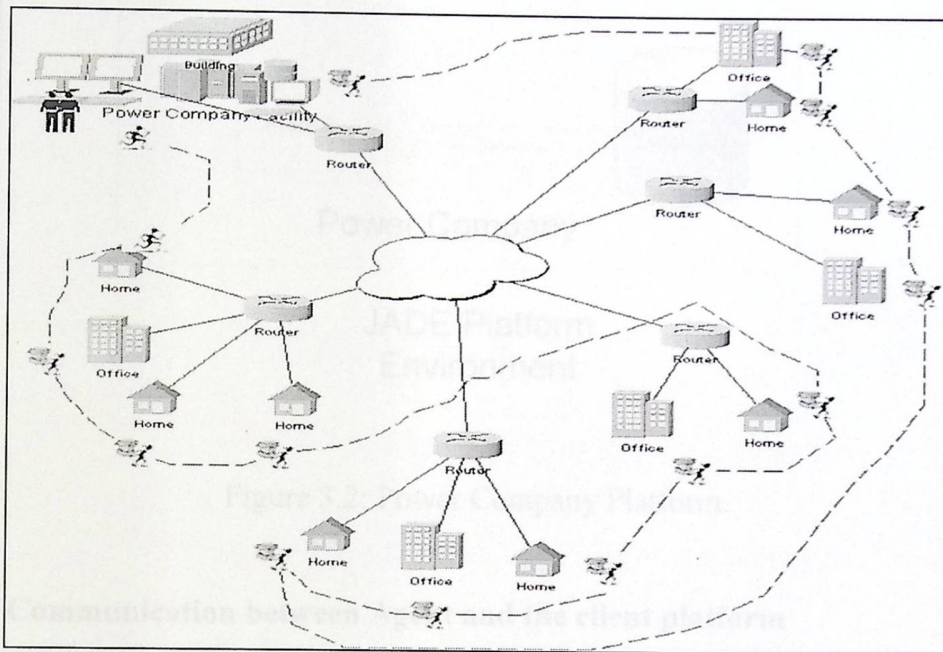 Building
Office
Power Company Facility
Router
Home
Router
Router
Home
Power Company
Home
Office
JADE Platform
Environment
Router
Router
Office
Home
Home
Office
Home
Router
Figure 3.2: Power Company Platform.
Home
Office
Home
Communication between Agent and the client platform